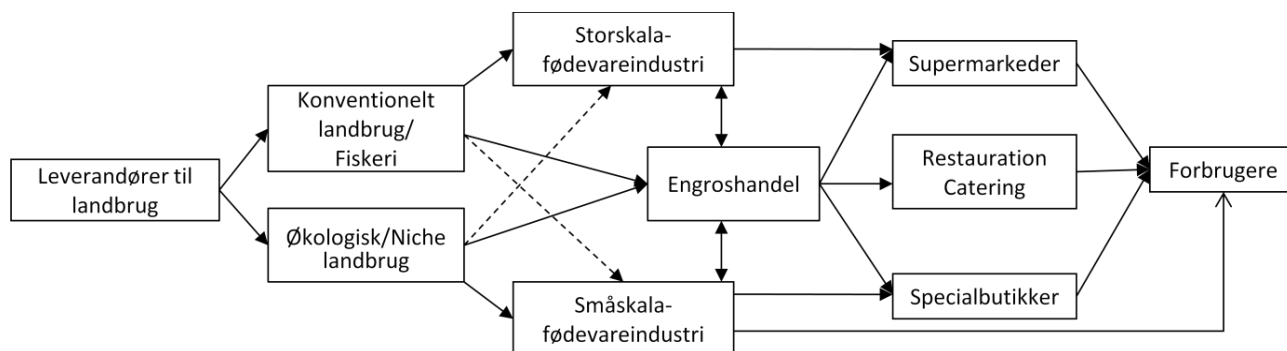 Leverandører til
landbrug
Konventionelt
landbrug/
Fiskeri
Økologisk/Niche
landbrug
Storskala-
fødevareindustri
Engroshandel
Småskala-
fødevareindustri
Supermarkeder
Restauration
Catering
Specialbutikker
Forbrugere